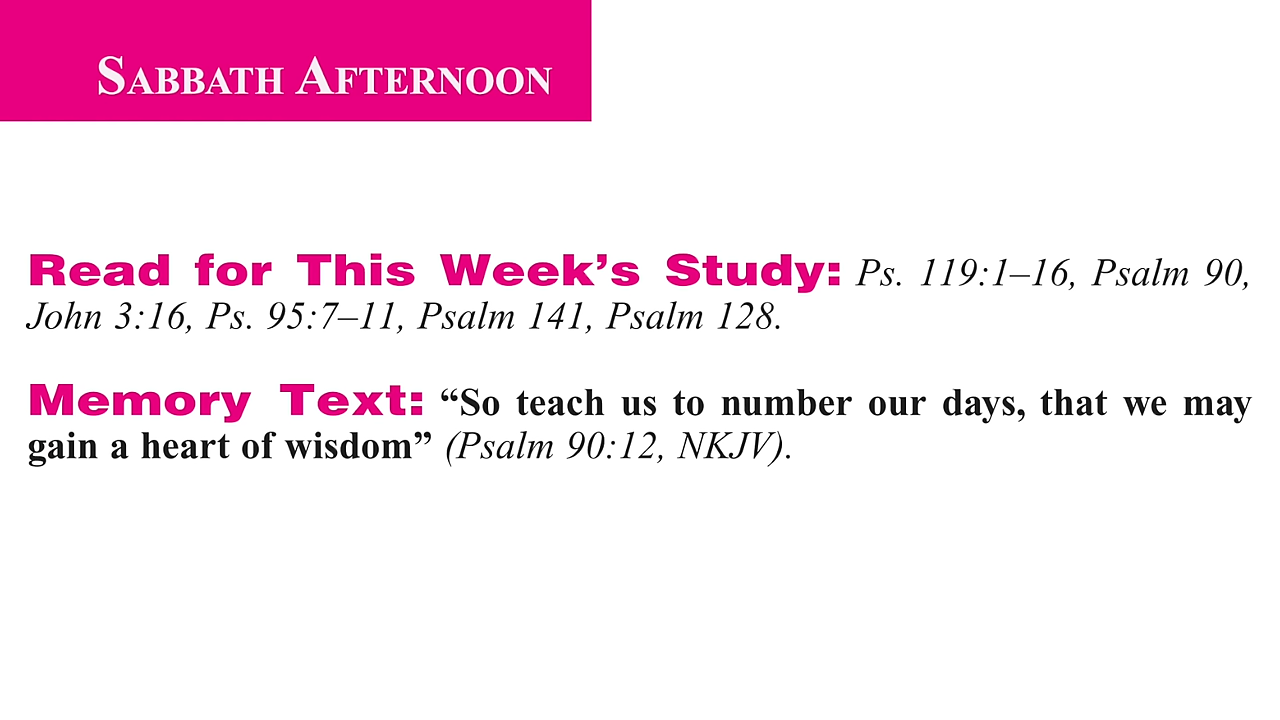 SABBATH AFTERNOON
Read for This Week’s Study: Ps. 119:1–16, Psalm 90,
John 3:16, Ps. 95:7–11, Psalm 141, Psalm 128.
Memory Text: “So teach us to number our days, that we may
gain a heart of wisdom” (Psalm 90:12, NKJV).